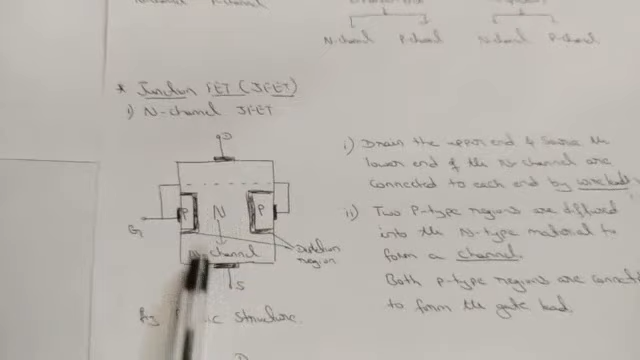 N-channel P-channel N-channel P-channel
* Junction FET (JFET)
i) N-channel JFET
D
P N P
G
N-channel
S
depletion
region
Structure.
i) Drain the upper end & Source the
lower end of the N-channel are
connected to each end by
ii) Two P-type regions are diffused
into the N-type material to
form a channel.
Both P-type regions are connected
to form the gate lead
D